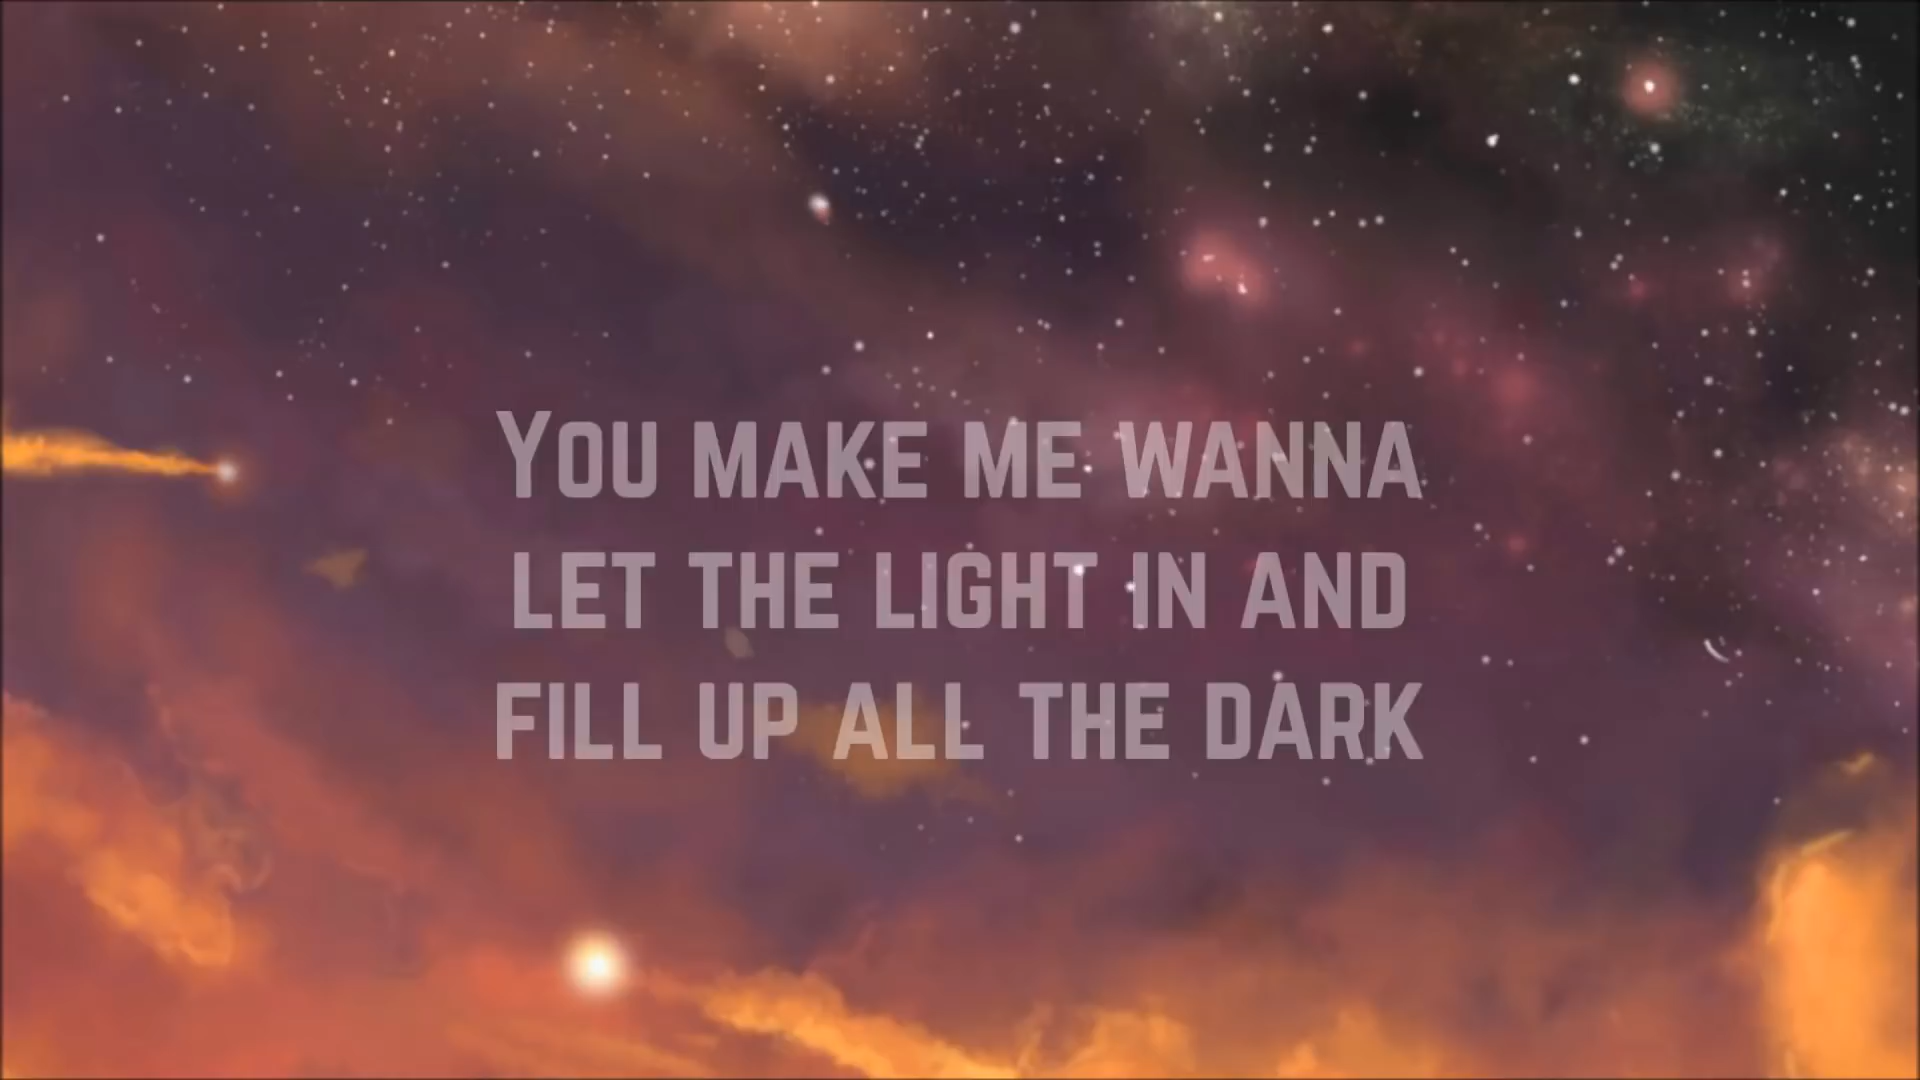 You make me wanna
let the light in and
fill up all the dark